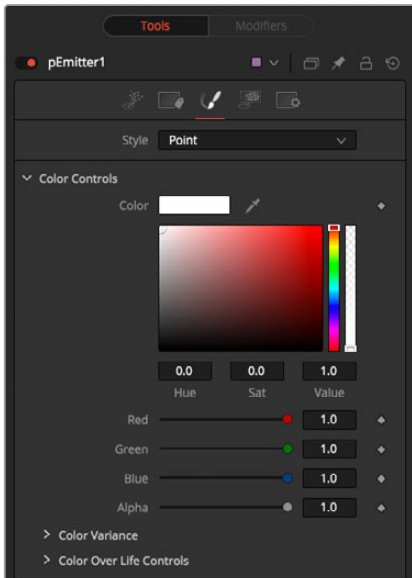 Tools Modifiers
pEmitter1
Style Point
Color Controls
Color
0.0 0.0 1.0
Hue Sat Value
Red 1.0
Green 1.0
Blue 1.0
Alpha 1.0
Color Variance
Color Over Life Controls